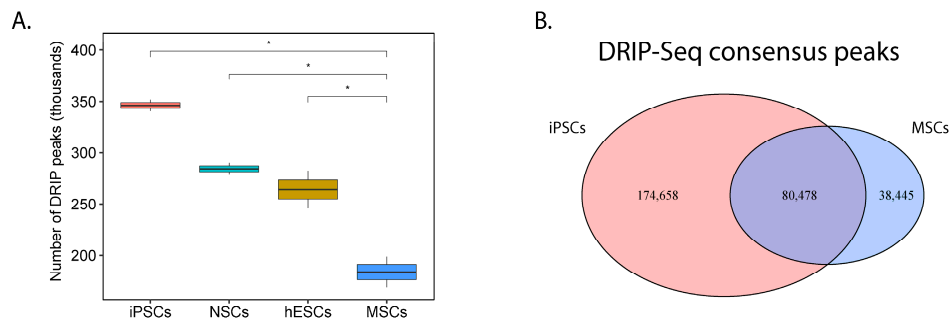 A.
Number of DRIP peaks (thousands)
400
350
300
250
200
*
*
*
iPSCs NSCs hESCs MSCs
B.
DRIP-Seq consensus peaks
iPSCs MSCs
174,658 80,478 38,445